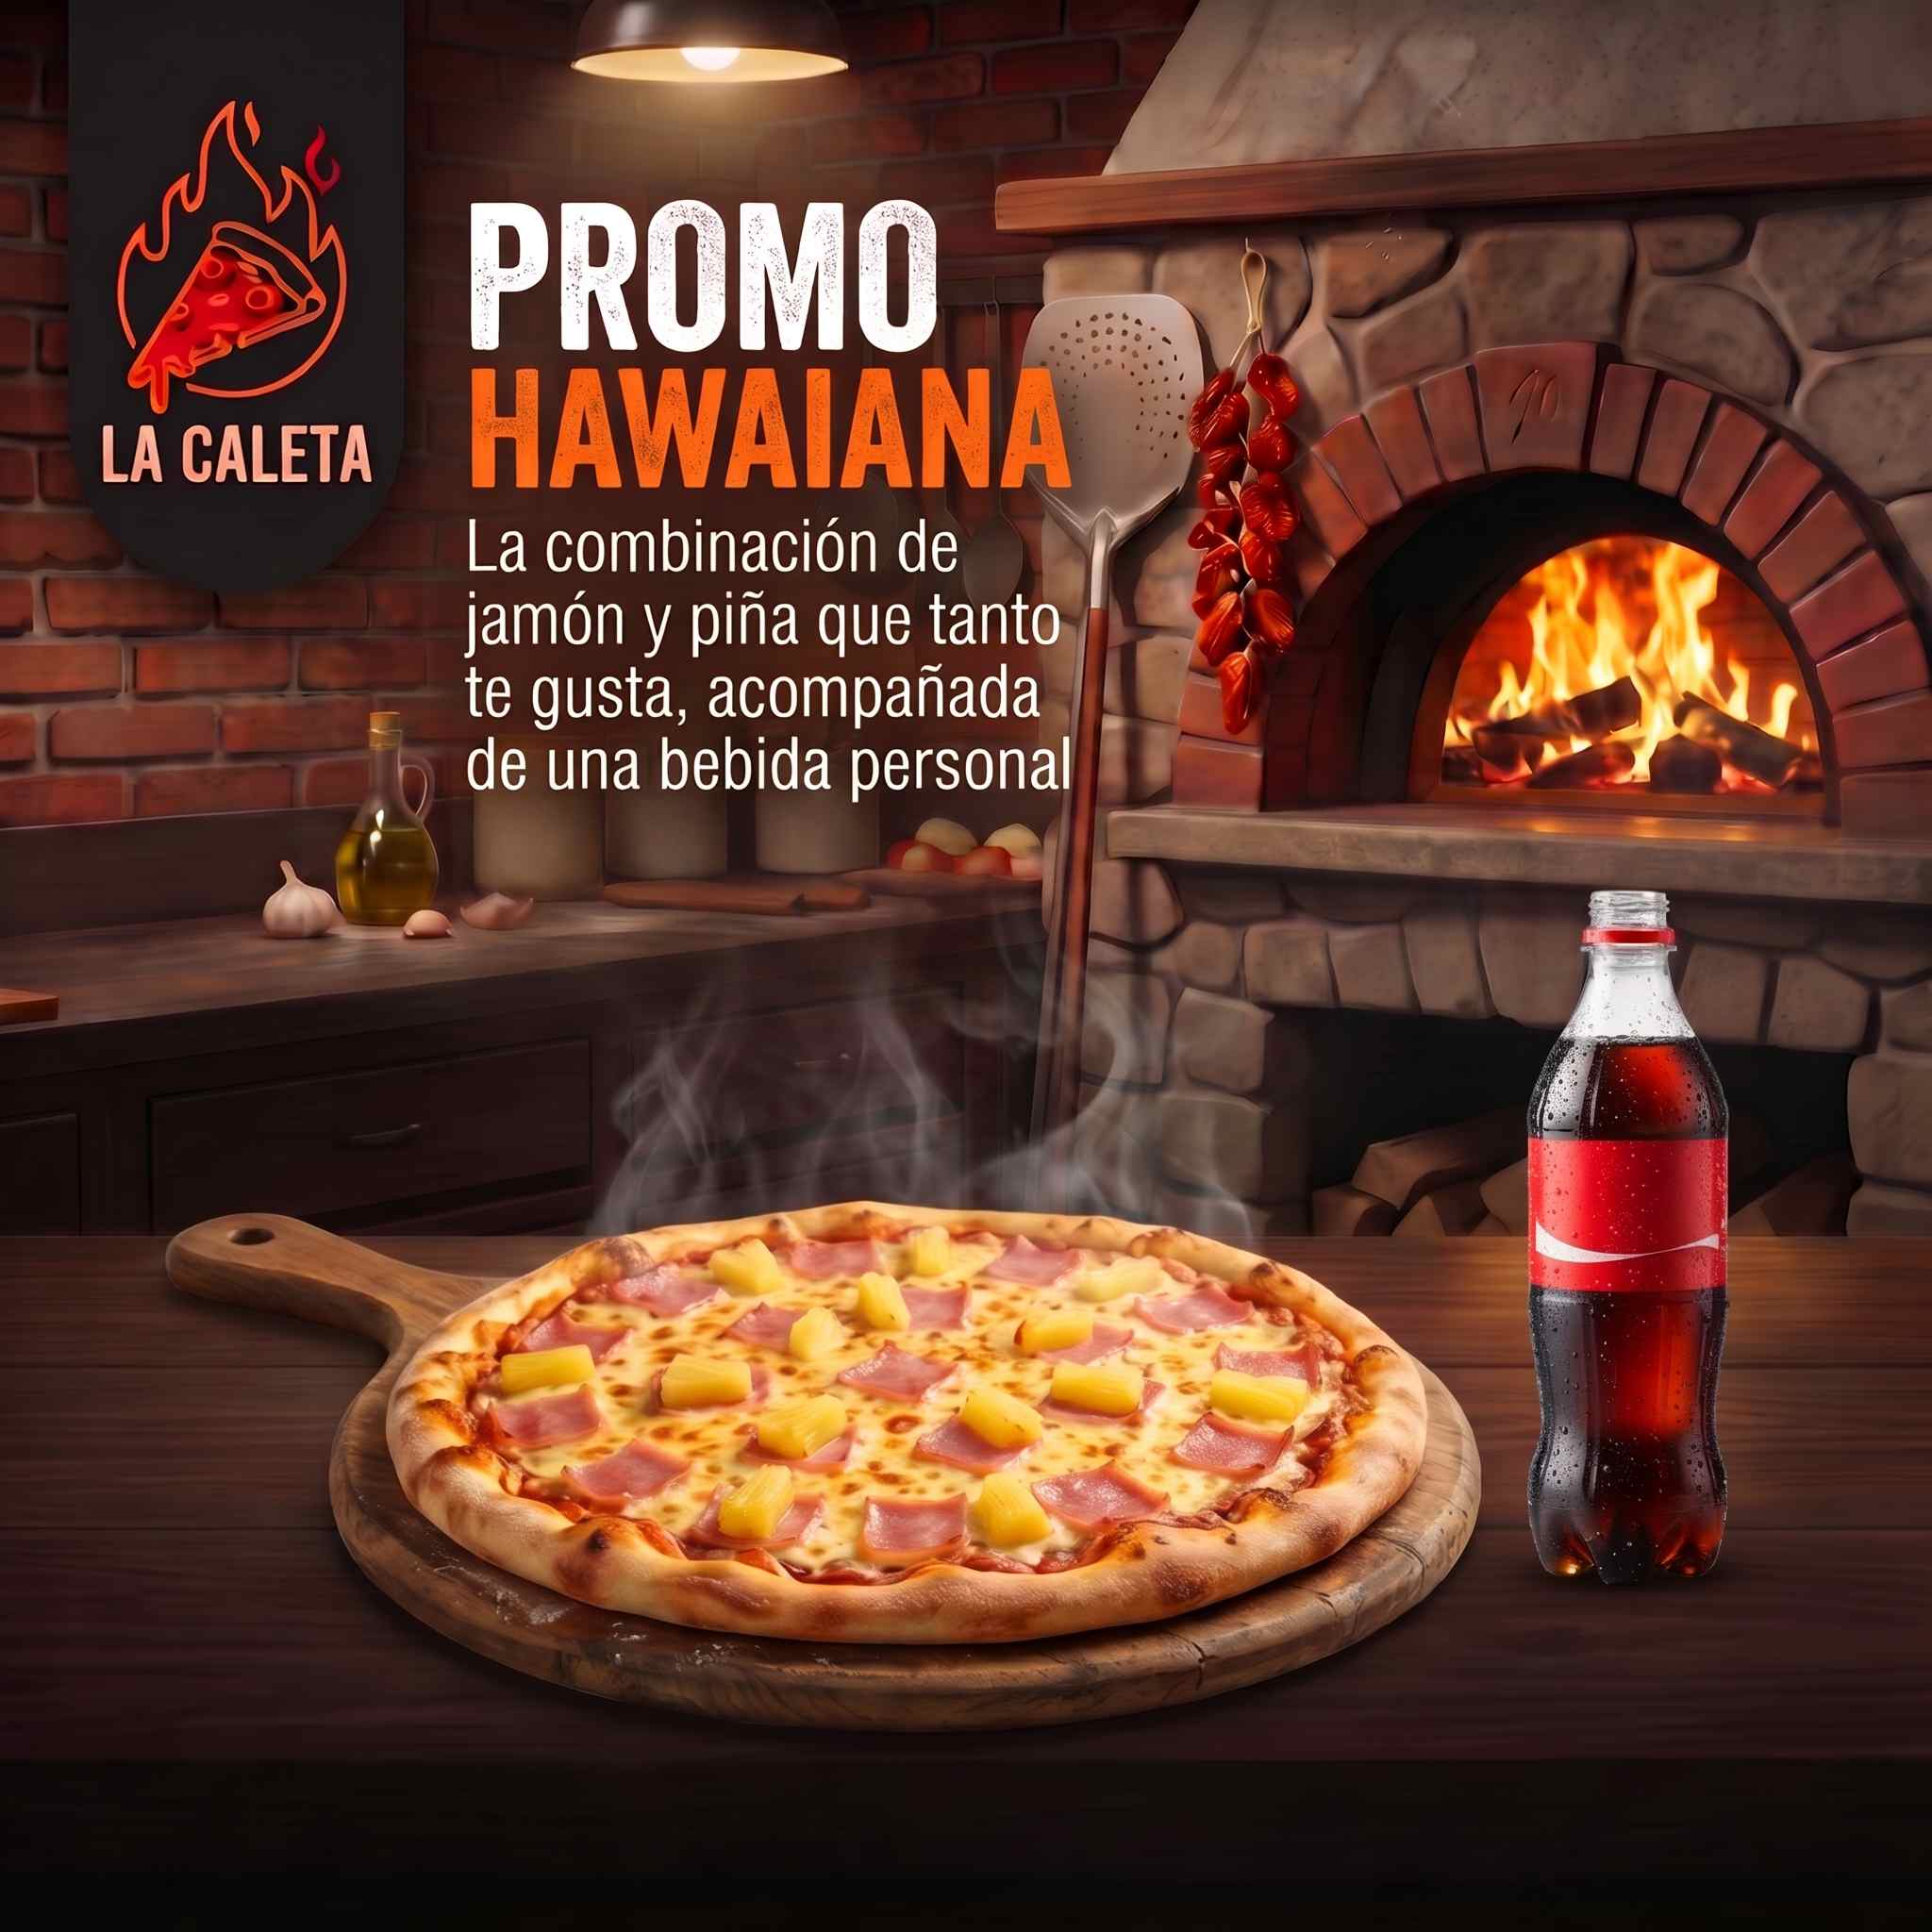 LA CALETA
PROMO
HAWAIANA
La combinación de
jamón y piña que tanto
te gusta, acompañada
de una bebida personal